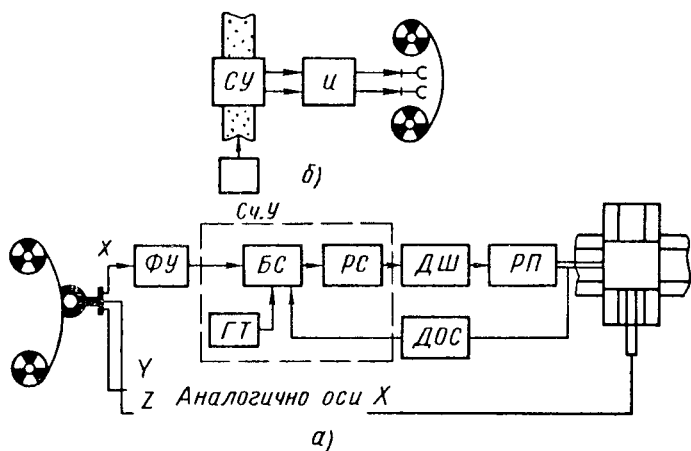 СУ И
б)
Сч.У
X ФУ БС РС ДШ РП
ГТ ДОС
Y
Z Аналогично оси X
а)